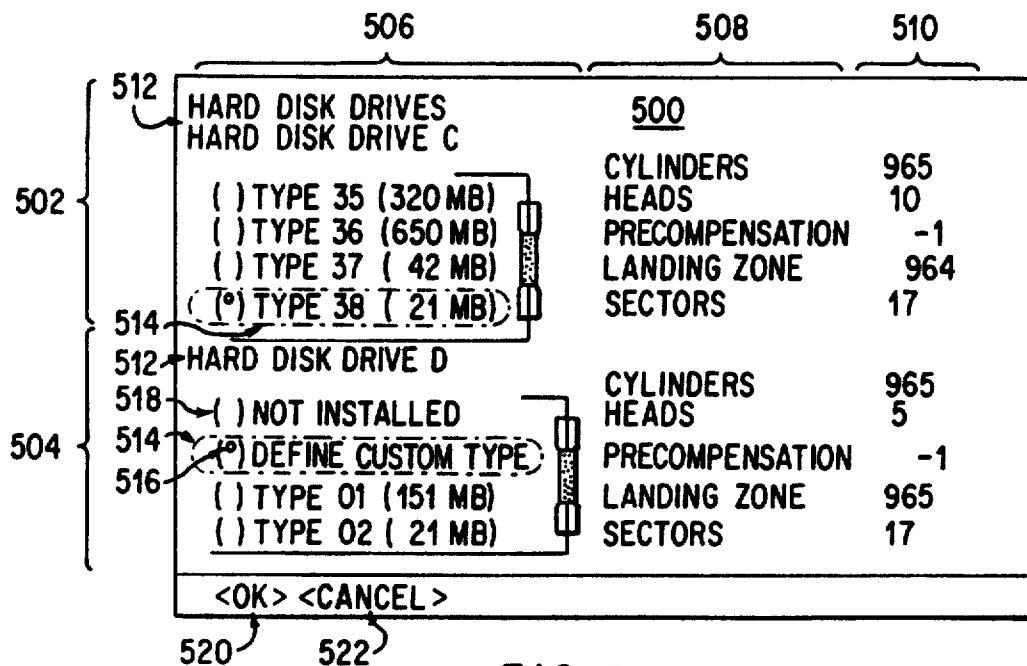 506 508 510
512 HARD DISK DRIVES 500
HARD DISK DRIVE C
CYLINDERS 965
502 ( ) TYPE 35 (320 MB) HEADS 10
( ) TYPE 36 (650 MB) PRECOMPENSATION -1
( ) TYPE 37 ( 42 MB) LANDING ZONE 964
(°) TYPE 38 ( 21 MB) SECTORS 17
514
512 HARD DISK DRIVE D
CYLINDERS 965
518 ( ) NOT INSTALLED HEADS 5
504 514 (°) DEFINE CUSTOM TYPE PRECOMPENSATION -1
516
( ) TYPE 01 (151 MB) LANDING ZONE 965
( ) TYPE 02 ( 21 MB) SECTORS 17
<OK> <CANCEL>
520 522